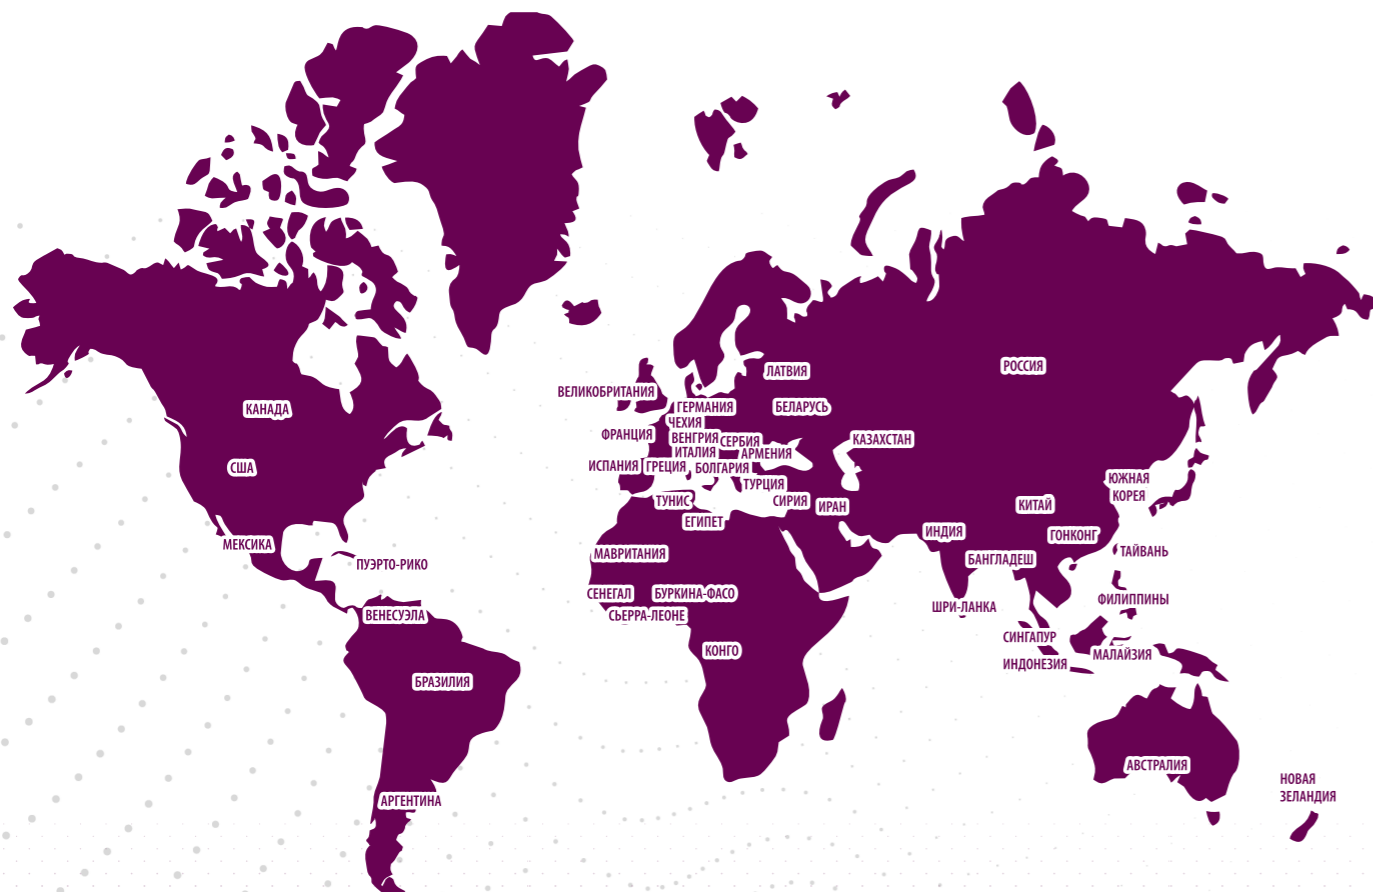 РОССИЯ
ЛАТВИЯ
ВЕЛИКОБРИТАНИЯ
КАНАДА
ГЕРМАНИЯ
БЕЛАРУСЬ
ЧЕХИЯ
ФРАНЦИЯ
ВЕНГРИЯ
СЕРБИЯ
КАЗАХСТАН
ИТАЛИЯ
АРМЕНИЯ
США
ИСПАНИЯ
ГРЕЦИЯ
БОЛГАРИЯ
ТУРЦИЯ
ЮЖНАЯ
КОРЕЯ
ТУНИС
СИРИЯ
ИРАН
КИТАЙ
ЕГИПЕТ
ИНДИЯ
ГОНКОНГ
МЕКСИКА
МАВРИТАНИЯ
ТАЙВАНЬ
ПУЭРТО-РИКО
БАНГЛАДЕШ
СЕНЕГАЛ
БУРКИНА-ФАСО
ФИЛИППИНЫ
ШРИ-ЛАНКА
ВЕНЕСУЭЛА
СЬЕРРА-ЛЕОНЕ
СИНГАПУР
КОНГО
МАЛАЙЗИЯ
ИНДОНЕЗИЯ
БРАЗИЛИЯ
АВСТРАЛИЯ
НОВАЯ
ЗЕЛАНДИЯ
АРГЕНТИНА